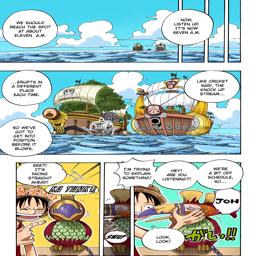 NOW,
LISTEN UP.
IT'S NOW
SEVEN A.M.
WE SHOULD
REACH THE
SPOT AT
ABOUT
ELEVEN A.M.
LIKE CRICKET
SAID, THE
KNOCK UP
STREAM...
...ERUPTS IN
A DIFFERENT
PLACE
EACH TIME.
SO WE'VE
GOT TO
GET INTO
POSITION
BEFORE IT
BLOWS.
WE'RE A
BIT OFF
SCHEDULE,
SO...
HEY!
ARE YOU
LISTENING?!
I'M TRYING
TO EXPLAIN
SOMETHING!
LOOK,
LOOK!
JOH
SEE?!
IT'S
FACING
STRAIGHT
AHEAD!